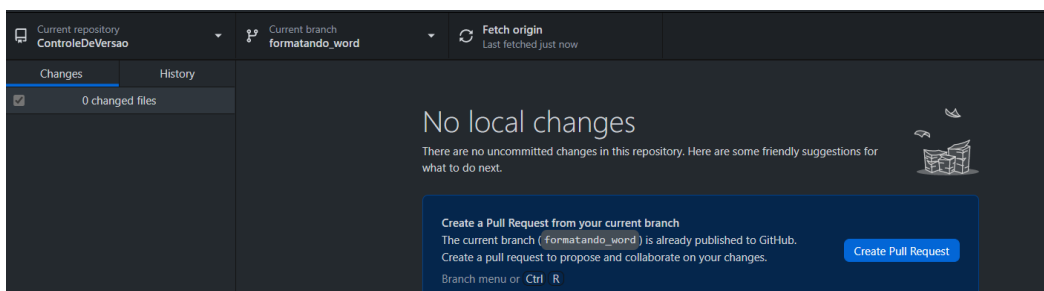 Current repository
ControleDeVersao
Current branch
formatando_word
Fetch origin
Last fetched just now
Changes
History
0 changed files
No local changes
There are no uncommitted changes in this repository. Here are some friendly suggestions for
what to do next.
Create a Pull Request from your current branch
The current branch ( formatando_word ) is already published to GitHub.
Create a pull request to propose and collaborate on your changes.
Branch menu or Ctrl R
Create Pull Request